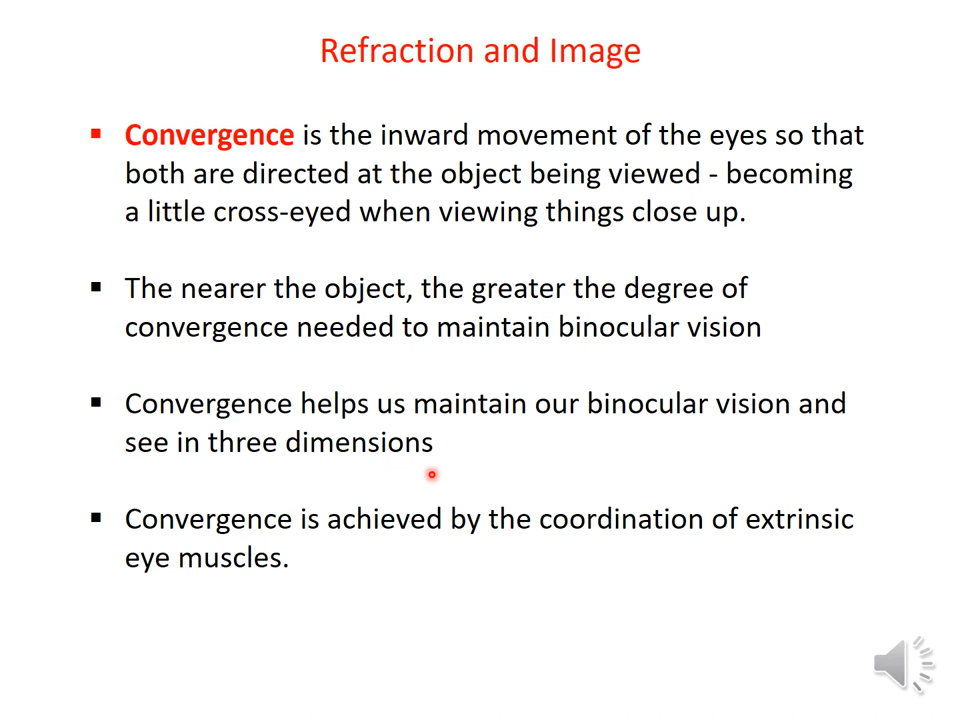 Refraction and Image
▪ Convergence is the inward movement of the eyes so that
both are directed at the object being viewed - becoming
a little cross-eyed when viewing things close up.
▪ The nearer the object, the greater the degree of
convergence needed to maintain binocular vision
▪ Convergence helps us maintain our binocular vision and
see in three dimensions
▪ Convergence is achieved by the coordination of extrinsic
eye muscles.